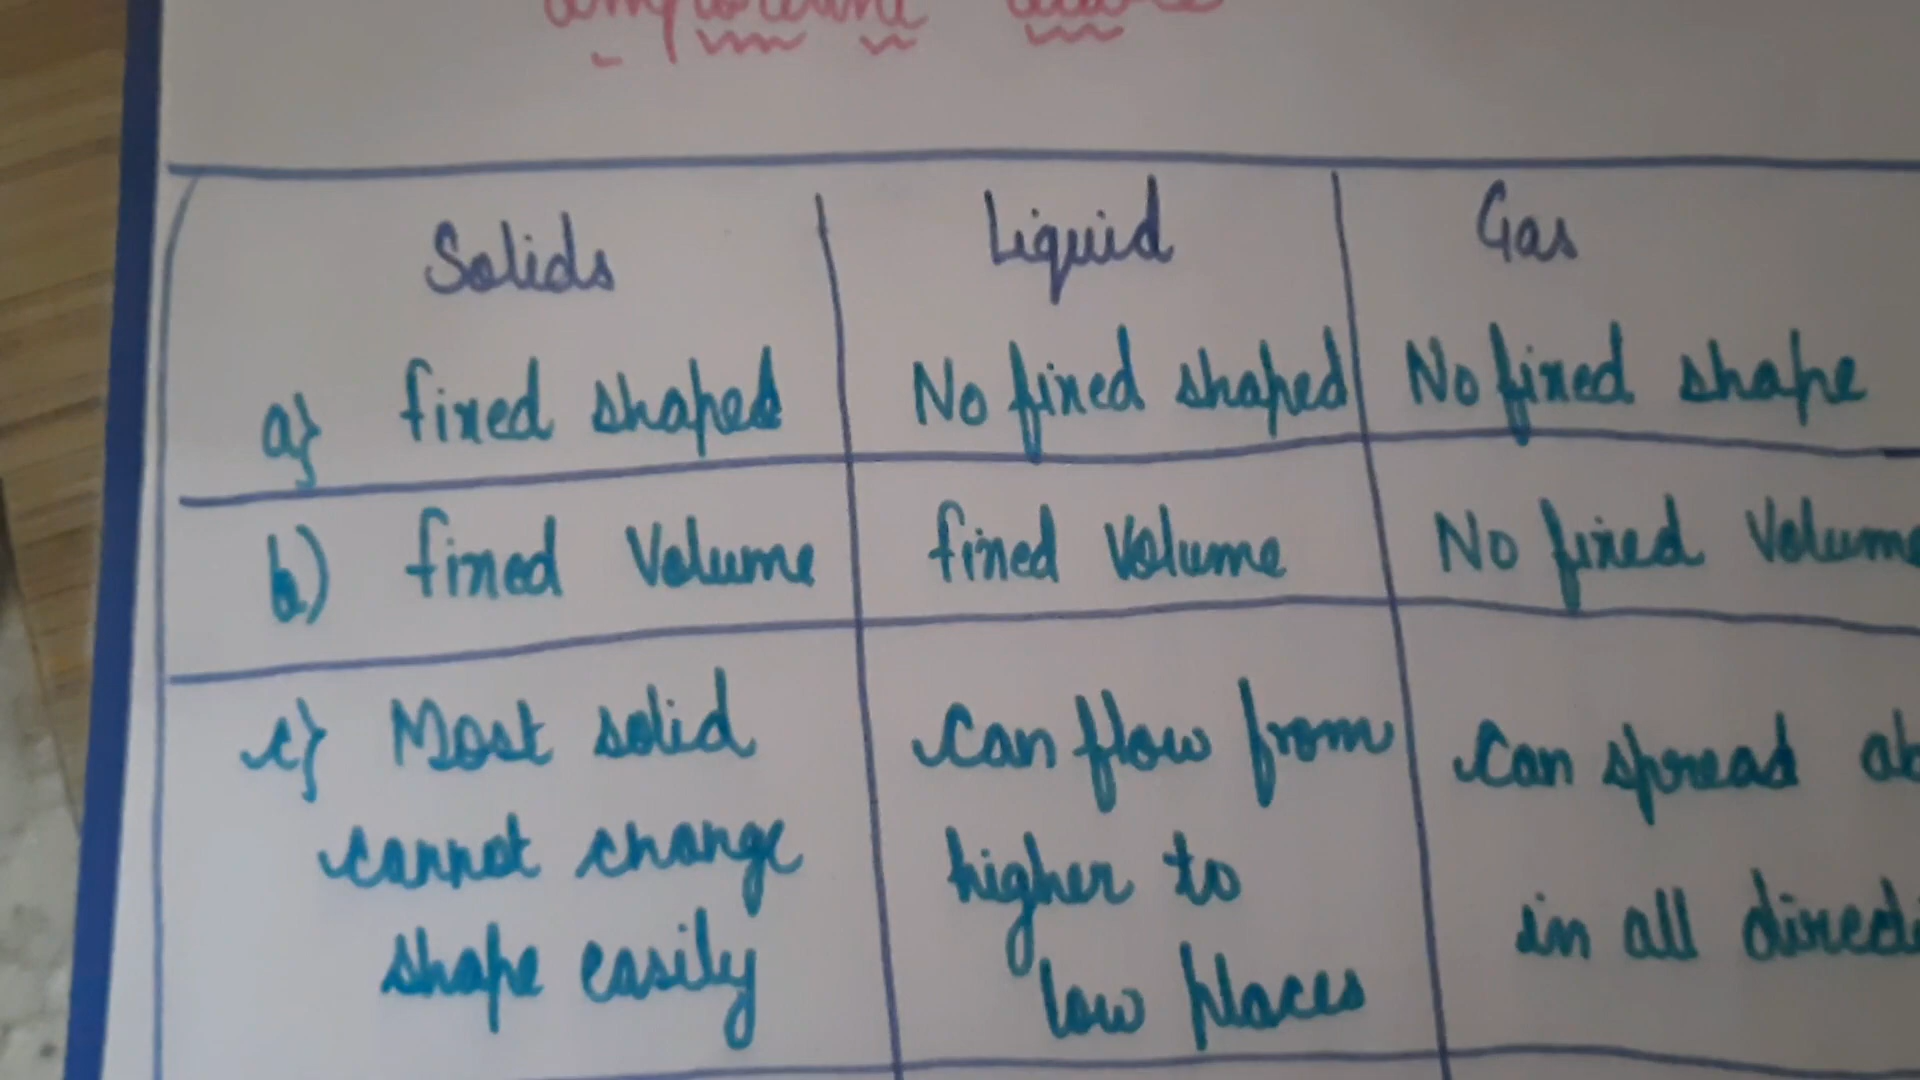 Solids Liquid Gas
a} fixed shaped No fixed shaped No fixed shape
b) fixed Volume fixed Volume No fixed Volume
c} Most solid Can flow from Can spread
cannot change higher to in all
shape easily low places